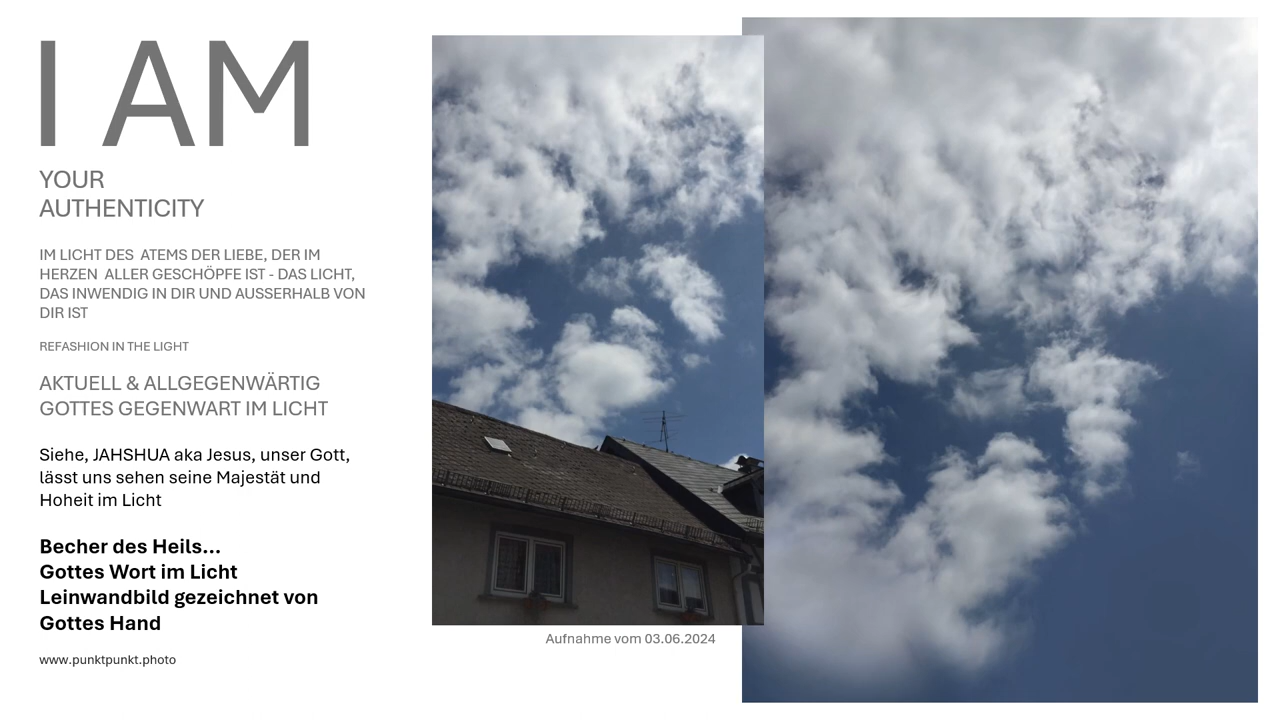 I AM
YOUR
AUTHENTICITY
IM LICHT DES  ATEMS DER LIEBE, DER IM
HERZEN  ALLER GESCHÖPFE IST - DAS LICHT,
DAS INWENDIG IN DIR UND AUSSERHALB VON
DIR IST
REFASHION IN THE LIGHT
AKTUELL & ALLGEGENWÄRTIG
GOTTES GEGENWART IM LICHT
Siehe, JAHSHUA aka Jesus, unser Gott,
lässt uns sehen seine Majestät und
Hoheit im Licht
Becher des Heils...
Gottes Wort im Licht
Leinwandbild gezeichnet von
Gottes Hand
www.punktpunkt.photo
Aufnahme vom 03.06.2024